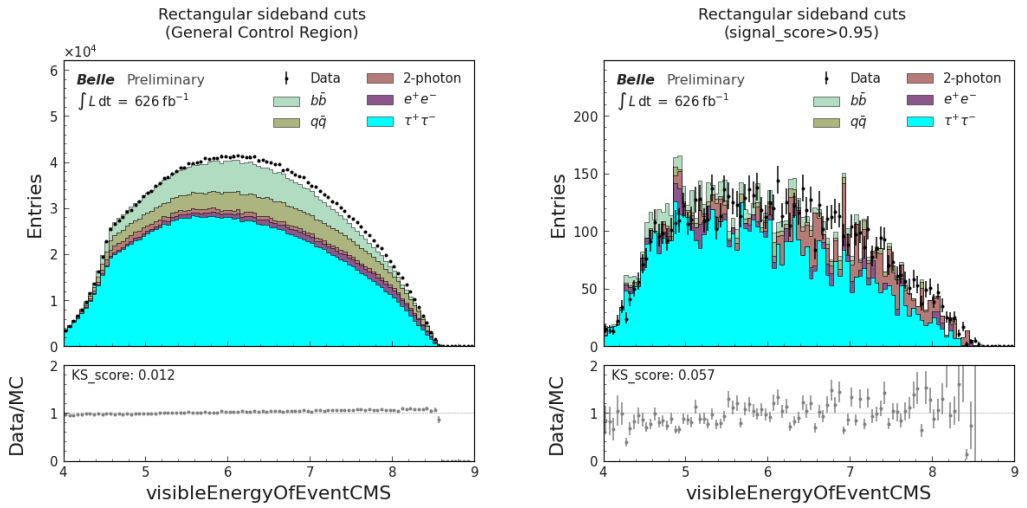 Rectangular sideband cuts
(General Control Region)
×10⁴
Belle Preliminary
∫ L dt = 626 fb⁻¹
Data
bb̄
qq̄
2-photon
e⁺e⁻
τ⁺τ⁻
Entries
6
5
4
3
2
1
0
KS_score: 0.012
Data/MC
2
1
0
4 5 6 7 8 9
visibleEnergyOfEventCMS
Rectangular sideband cuts
(signal_score>0.95)
Belle Preliminary
∫ L dt = 626 fb⁻¹
Data
bb̄
qq̄
2-photon
e⁺e⁻
τ⁺τ⁻
Entries
200
150
100
50
0
KS_score: 0.057
Data/MC
2
1
0
4 5 6 7 8 9
visibleEnergyOfEventCMS